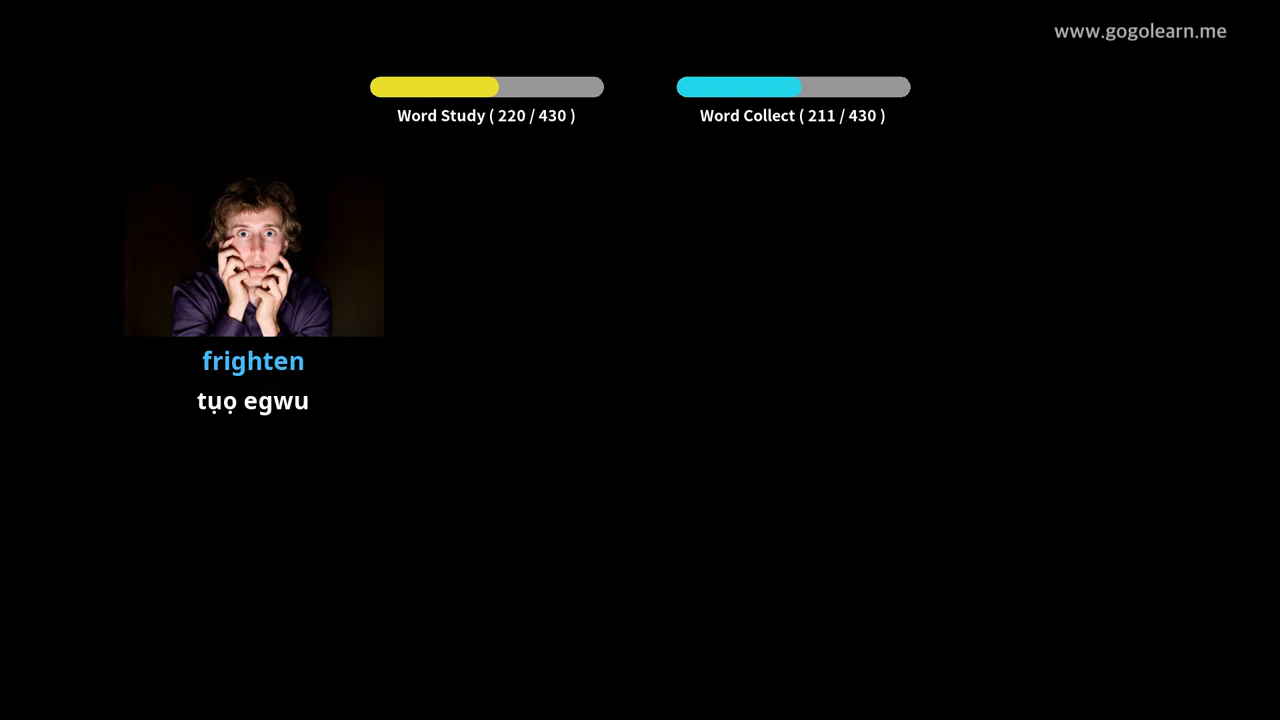 www.gogolearn.me
Word Study ( 220 / 430 )
Word Collect ( 211 / 430 )
frighten
tụọ egwu